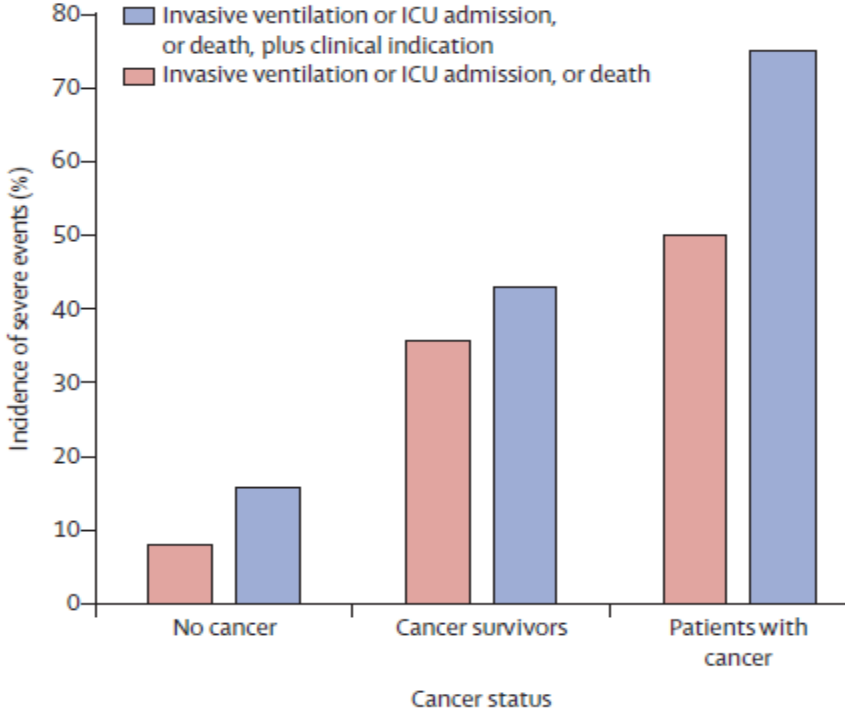 80
Invasive ventilation or ICU admission,
or death, plus clinical indication
Invasive ventilation or ICU admission, or death
70
60
50
40
30
20
10
0
Incidence of severe events (%)
No cancer
Cancer survivors
Patients with
cancer
Cancer status